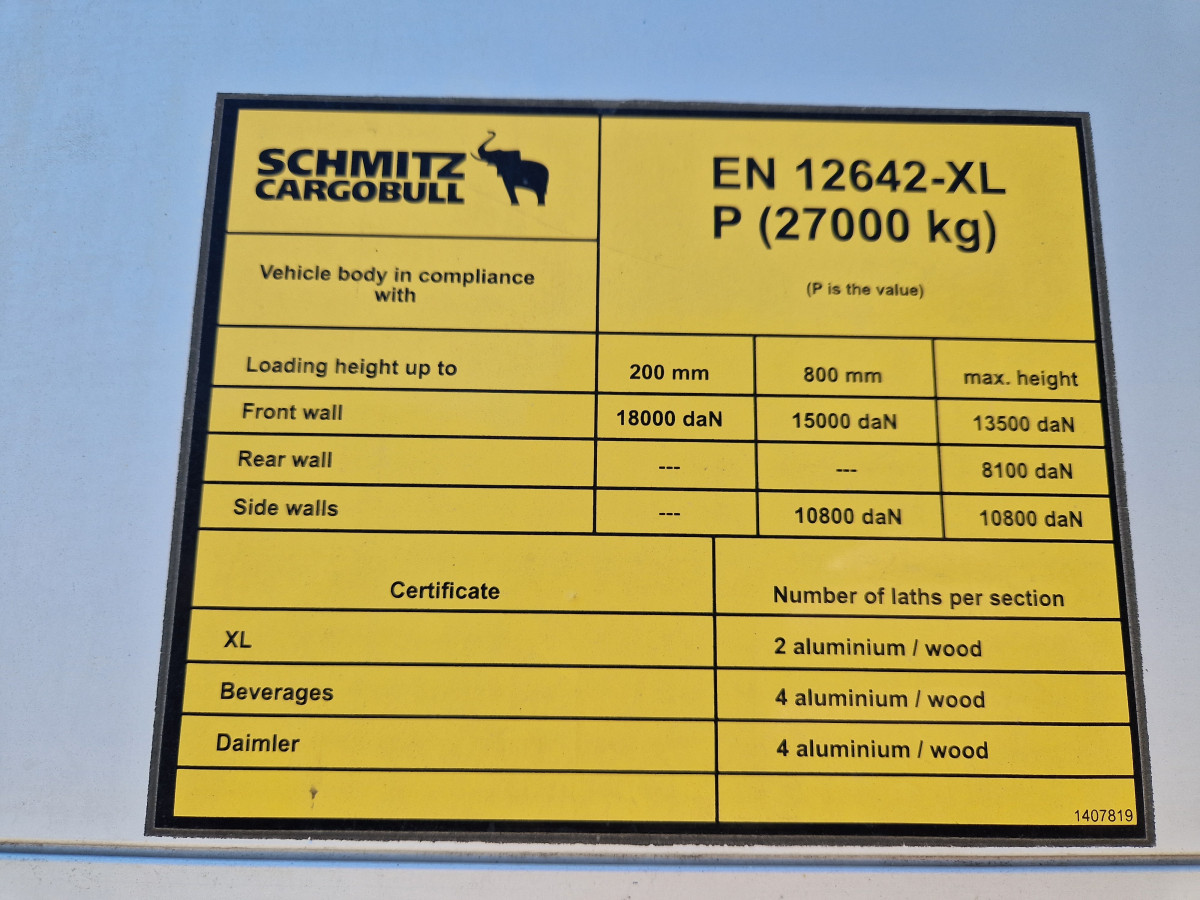 SCHMITZ
CARGOBULL
EN 12642-XL
P (27000 kg)
(P is the value)
Vehicle body in compliance
with
Loading height up to 200 mm 800 mm max. height
Front wall 18000 daN 15000 daN 13500 daN
Rear wall --- --- 8100 daN
Side walls --- 10800 daN 10800 daN
Certificate Number of laths per section
XL 2 aluminium / wood
Beverages 4 aluminium / wood
Daimler 4 aluminium / wood
1407819